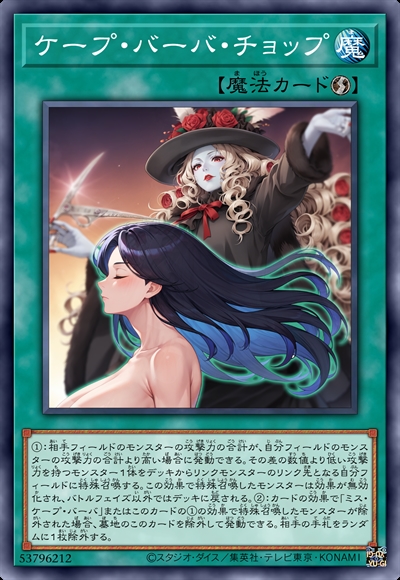 ケープ・バーバ・チョップ 魔
【魔法カード】
①:相手フィールドのモンスターの攻撃力の合計が、自分フィールドのモンス
ターの攻撃力の合計より高い場合に発動できる。その差の数値より低い攻撃
力を持つモンスター1体をデッキからリンクモンスターのリンク先となる自分フ
ィールドに特殊召喚する。この効果で特殊召喚したモンスターは効果が無効
化され、バトルフェイズ以外ではデッキに戻される。②:カードの効果で「ミス・
ケープ・バーバ」またはこのカードの①の効果で特殊召喚したモンスターが除
外された場合、墓地のこのカードを除外して発動できる。相手の手札をランダ
ムに1枚除外する。
53796212
©スタジオ・ダイス/集英社・テレビ東京・KONAMI